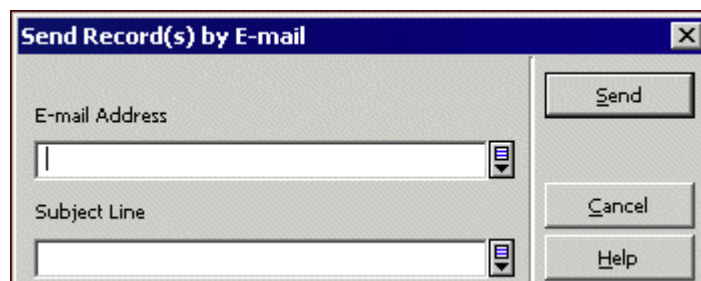 Send Record(s) by E-mail
Send
E-mail Address
Subject Line
Cancel
Help